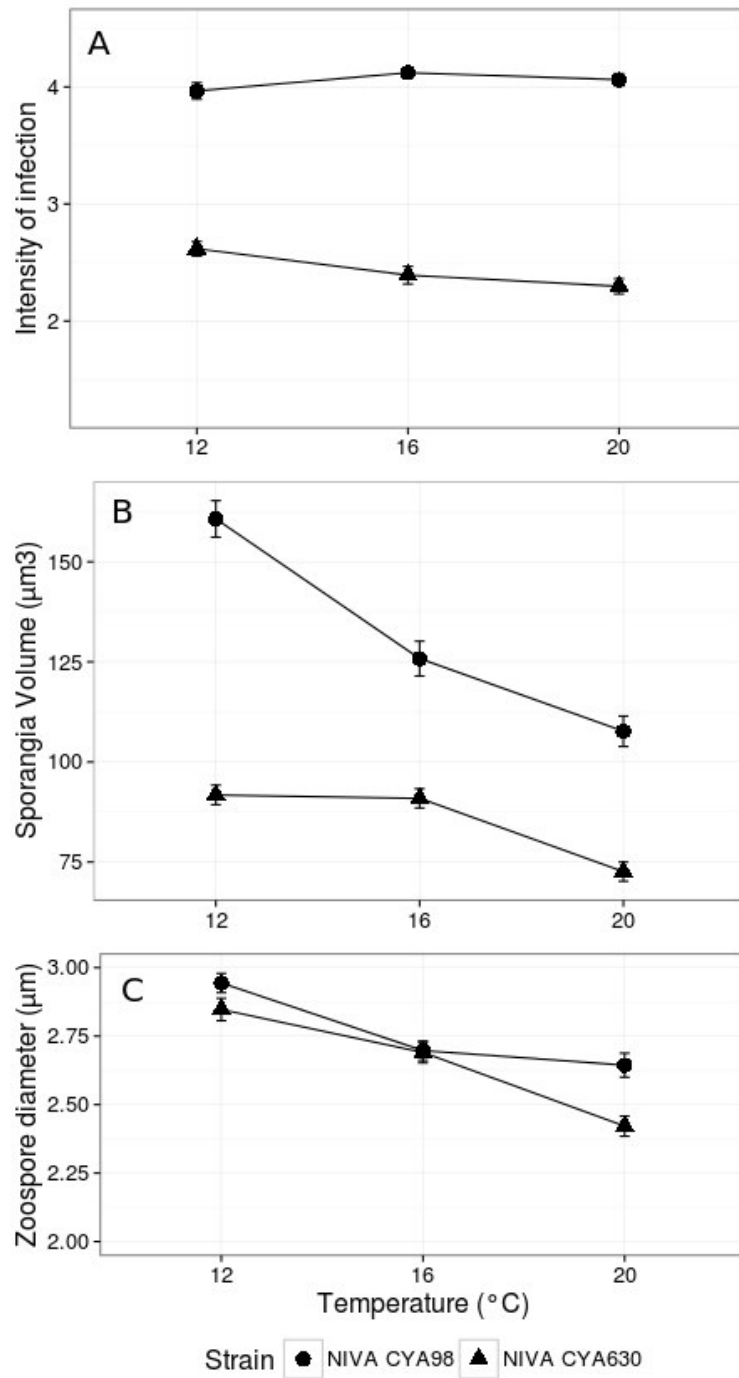 A
Intensity of infection
4
3
2
12 16 20
B
Sporangia Volume (µm3)
150
125
100
75
12 16 20
C
Zoospore diameter (µm)
3.00
2.75
2.50
2.25
2.00
12 16 20
Temperature (°C)
Strain NIVA CYA98 NIVA CYA630